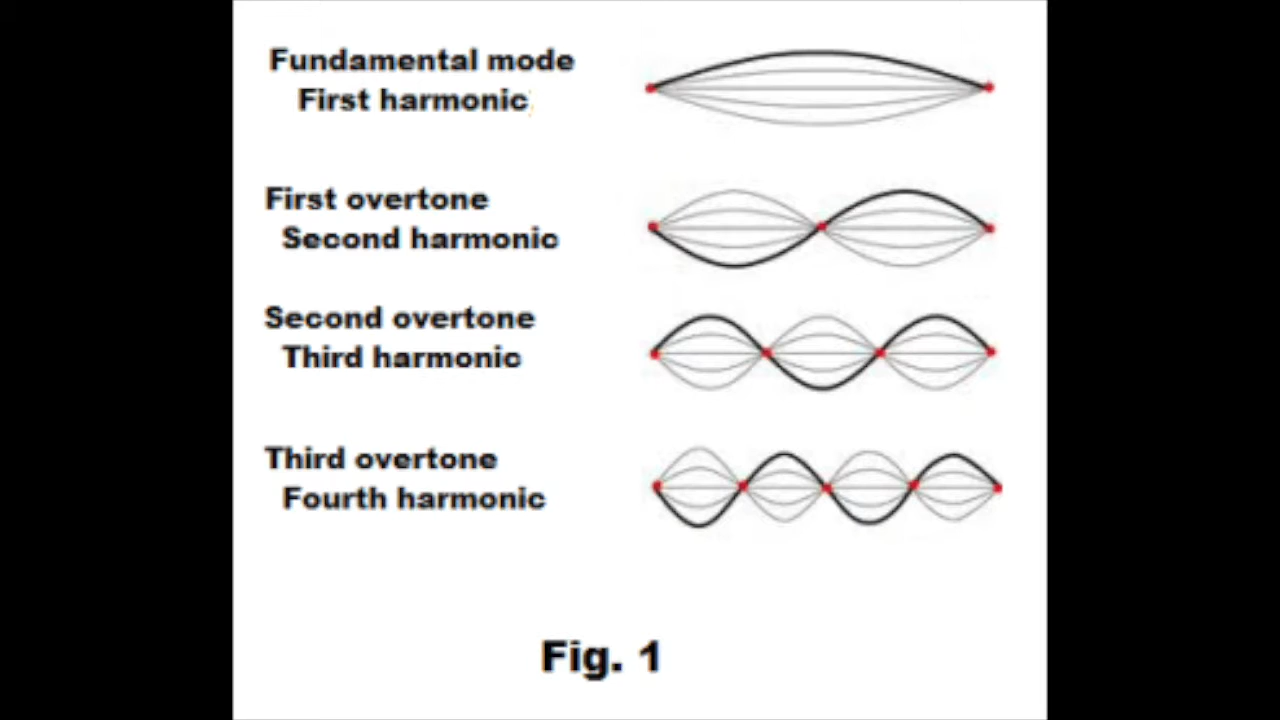 Fundamental mode
First harmonic
First overtone
Second harmonic
Second overtone
Third harmonic
Third overtone
Fourth harmonic
Fig. 1